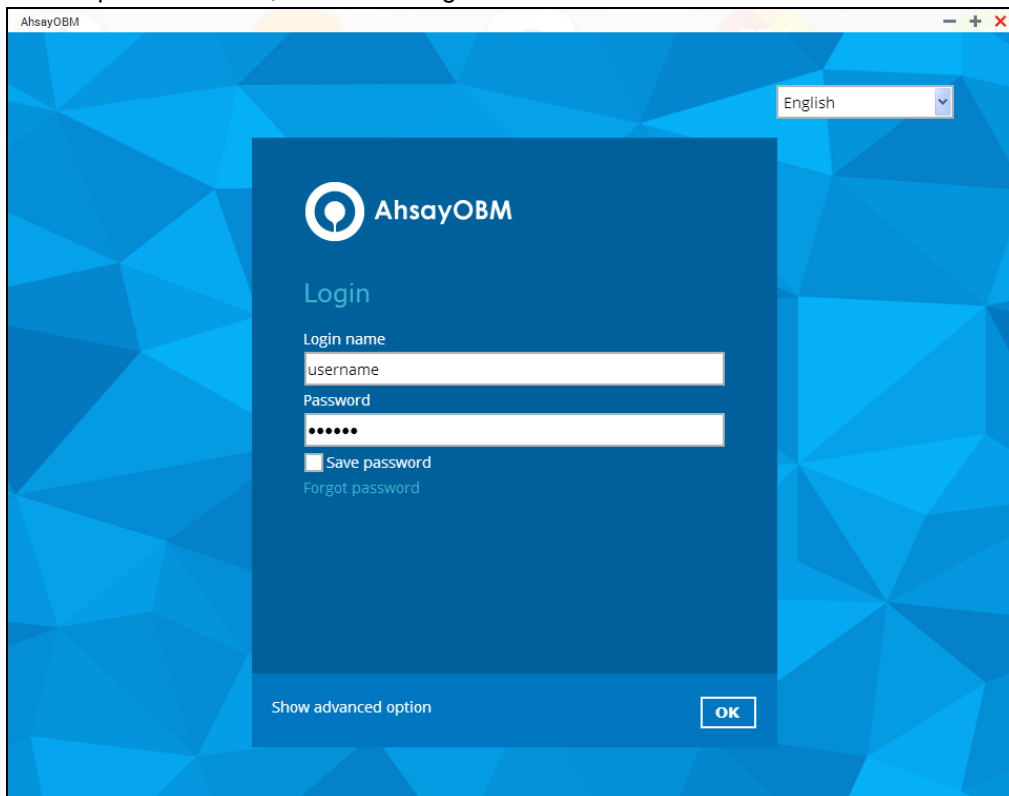 AhsayOBM
English
AhsayOBM
Login
Login name
username
Password
••••••
Save password
Forgot password
Show advanced option
OK